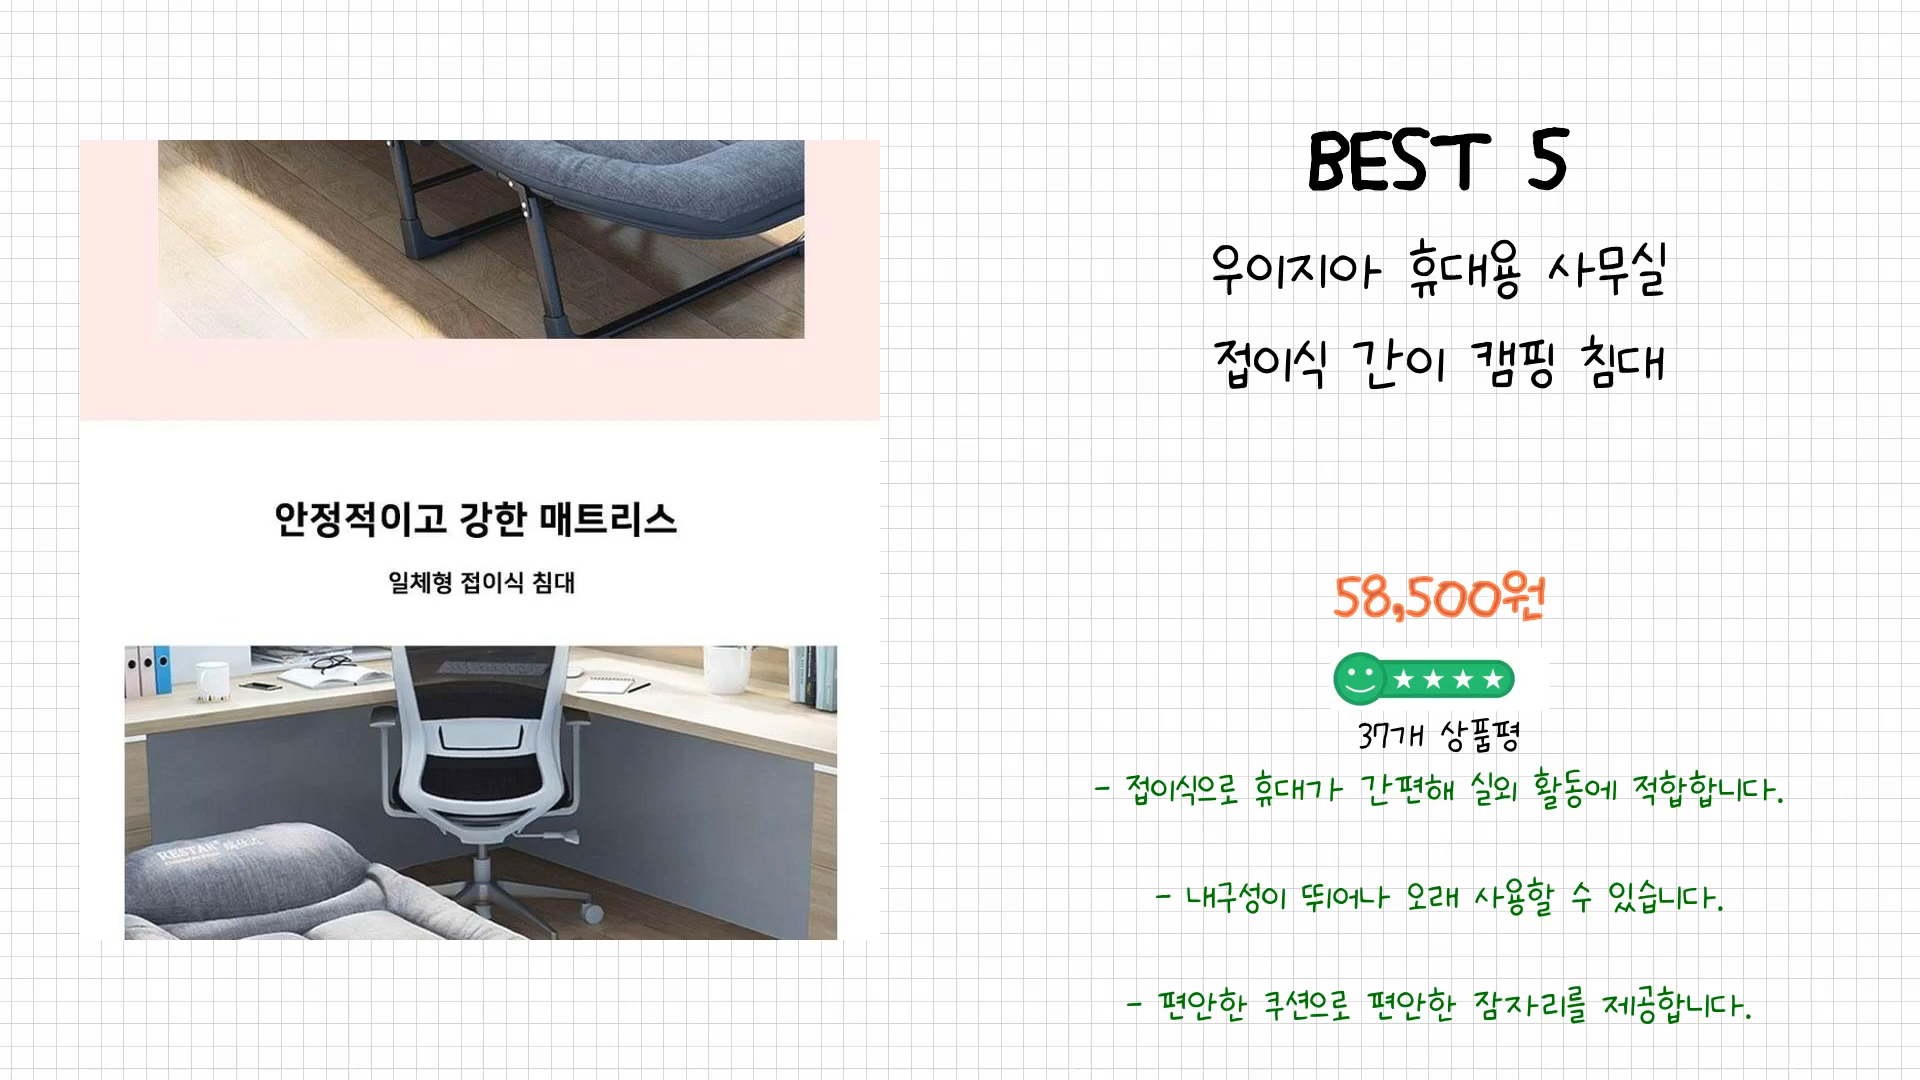 BEST 5
우이지아 휴대용 사무실
접이식 간이 캠핑 침대
안정적이고 강한 매트리스
일체형 접이식 침대
RESTAR
58,500원
37개 상품평
- 접이식으로 휴대가 간편해 실외 활동에 적합합니다.
- 내구성이 뛰어나 오래 사용할 수 있습니다.
- 편안한 쿠션으로 편안한 잠자리를 제공합니다.